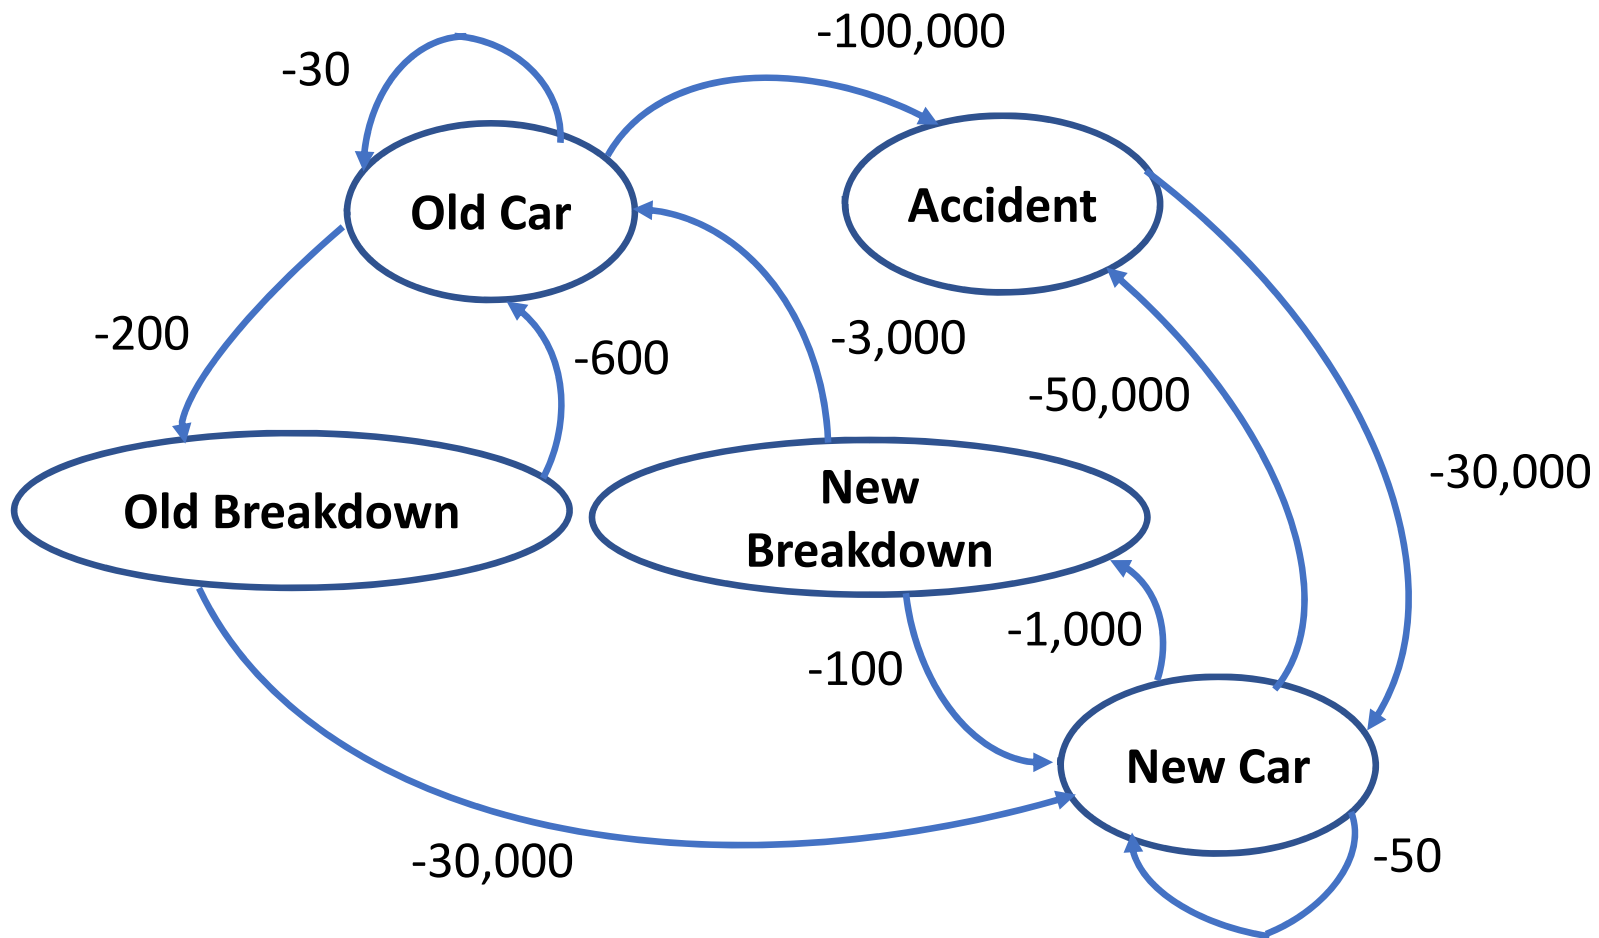 -100,000
-30
Old Car
Accident
-200
-600
-3,000
-50,000
-30,000
Old Breakdown
New
Breakdown
-1,000
-100
New Car
-30,000
-50